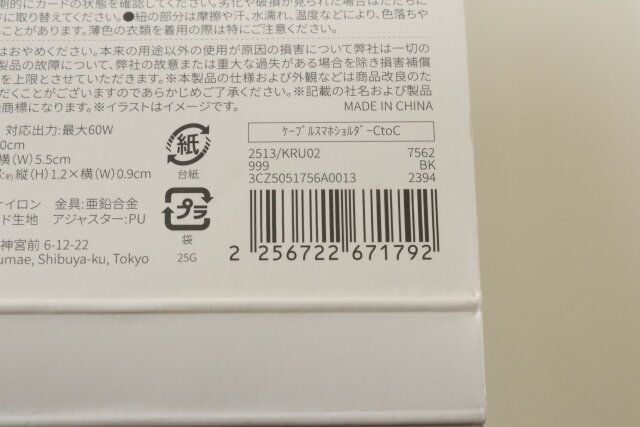 期的にカードの状態を確認してください。劣化や破損が見られた場合はただちに
に取り替えてください。●紐の部分は摩擦や汗、水濡れ、温度などにより、色落ち
ことがあります。薄色の衣類を着用の際は特にご注意ください。
はおやめください。本来の用途以外の使用が原因の損害について弊社は一切の
製品の故障について、弊社の故意または重大な過失がある場合を除き損害補償
を上限とさせていただきます。※本製品の仕様および外観などは商品改良のた
だくことがございますのであらかじめご了承ください。※記載の社名および製品
標になります。※イラストはイメージです。
MADE IN CHINA
対応出力:最大60W
0cm
横(W)5.5cm
:約縦(H)1.2×横(W)0.9cm
ナイロン 金具:亜鉛合金
ド生地 アジャスター:PU
神宮前 6-12-22
umae, Shibuya-ku, Tokyo
紙
台紙
プラ
袋
25G
ｹｰﾌﾞﾙｽﾏﾎｼｮﾙﾀﾞｰCtoC
2513/KRU02 7562
999 BK
3CZ5051756A0013 2394
2 256722 671792